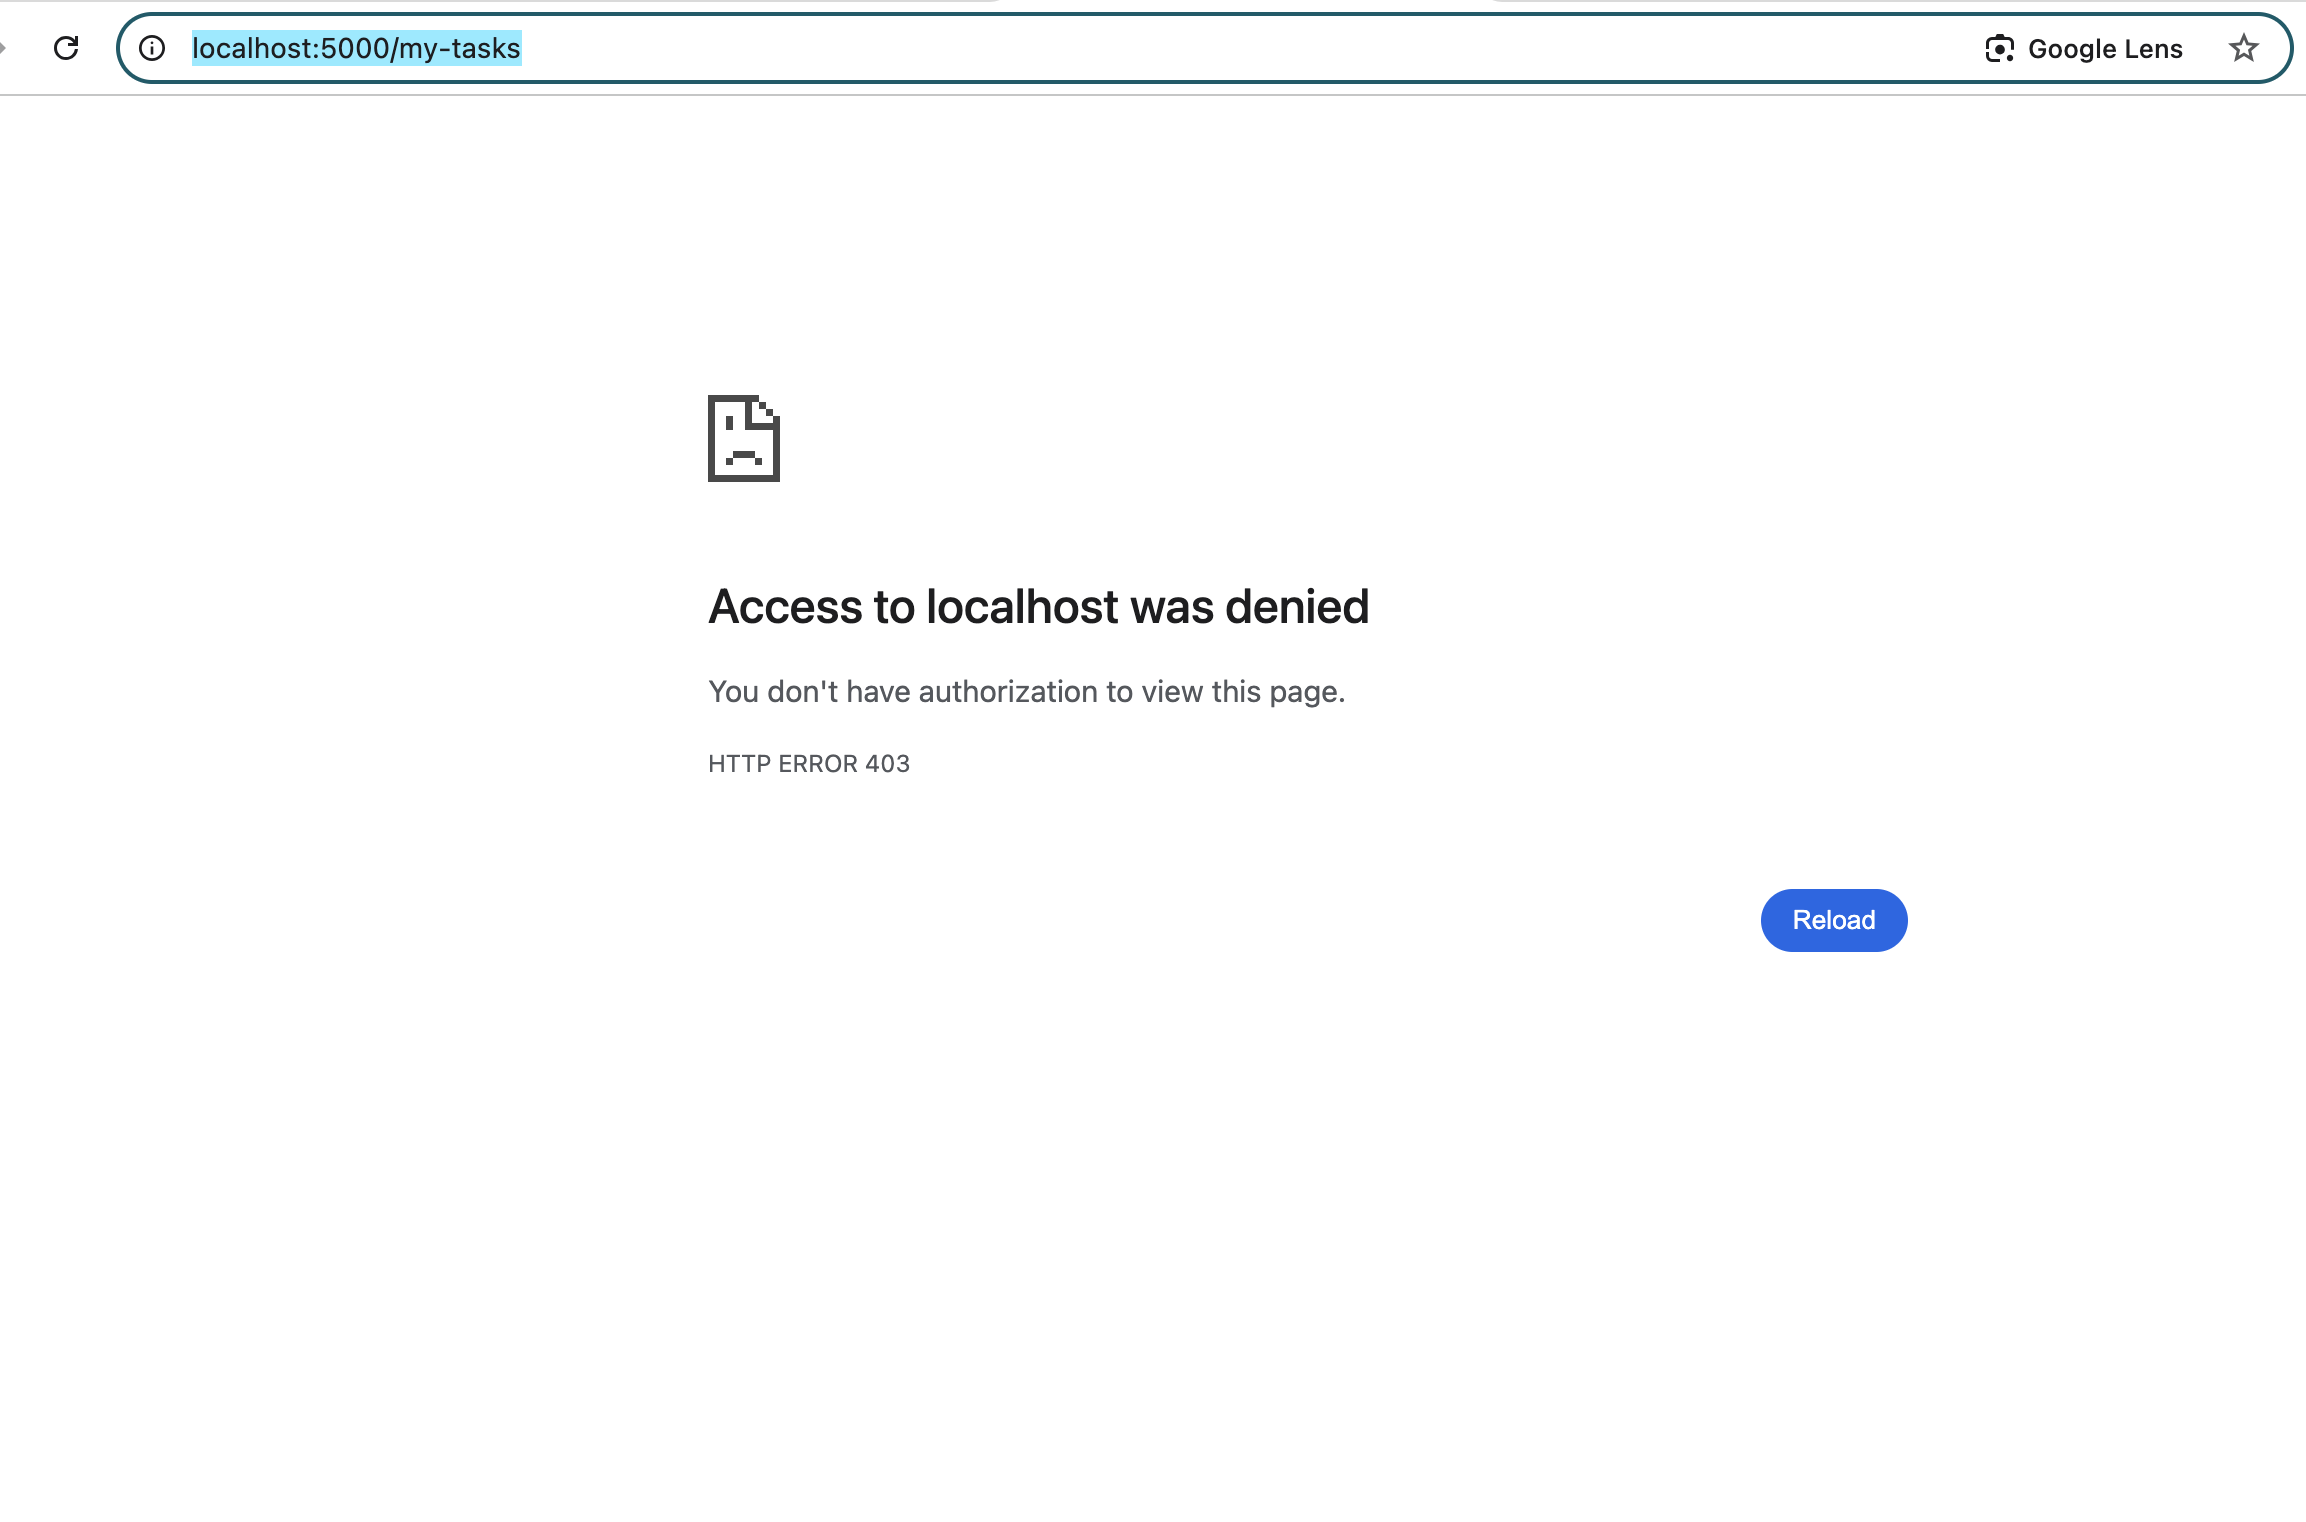 localhost:5000/my-tasks
Google Lens
Access to localhost was denied
You don't have authorization to view this page.
HTTP ERROR 403
Reload